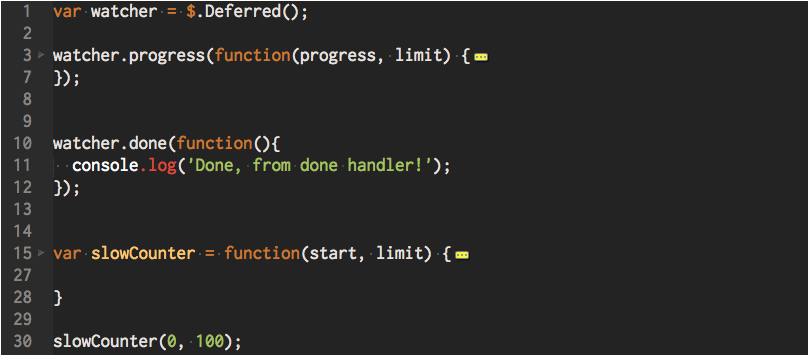 1 var watcher = $.Deferred();
2
3 watcher.progress(function(progress, limit) {
7 });
8
9
10 watcher.done(function(){
11 console.log('Done, from done handler!');
12 });
13
14
15 var slowCounter = function(start, limit) {
27
28 }
29
30 slowCounter(0, 100);